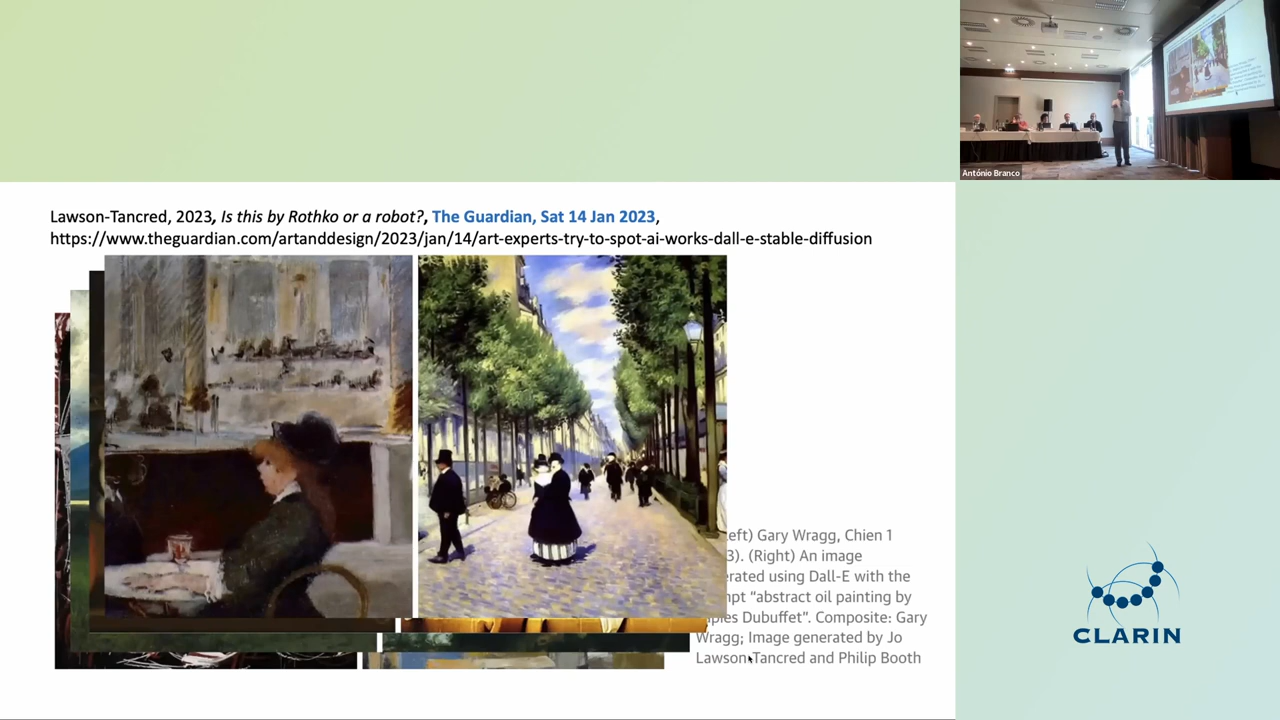 Lawson-Tancred, 2023, Is this by Rothko or a robot?, The Guardian, Sat 14 Jan 2023,
https://www.theguardian.com/artanddesign/2023/jan/14/art-experts-try-to-spot-ai-works-dall-e-stable-diffusion
Gary Wragg, Chien 1
3). (Right) An image
erated using Dall-E with the
“abstract oil painting by
Dubuffet”. Composite: Gary
Wragg; Image generated by Jo
Lawson-Tancred and Philip Booth
António Branco
CLARIN